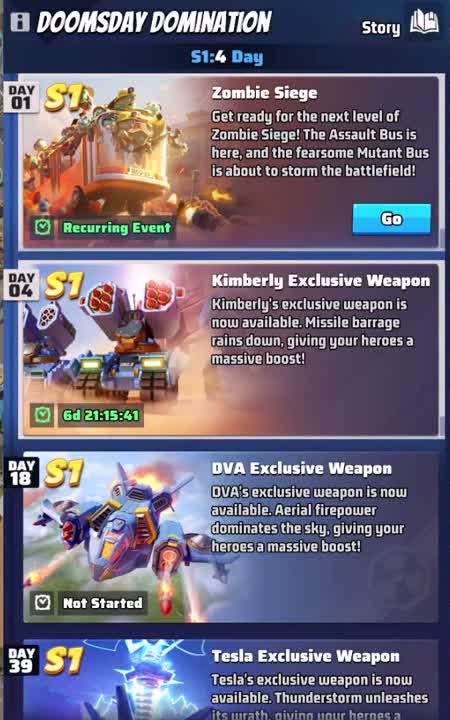 i DOOMSDAY DOMINATION
Story
S1:4 Day
DAY
01
S1
Zombie Siege
Get ready for the next level of
Zombie Siege! The Assault Bus is
here, and the fearsome Mutant Bus
is about to storm the battlefield!
Recurring Event
Go
DAY
04
S1
Kimberly Exclusive Weapon
Kimberly's exclusive weapon is
now available. Missile barrage
rains down, giving your heroes a
massive boost!
6d 21:15:41
DAY
18
S1
DVA Exclusive Weapon
DVA's exclusive weapon is now
available. Aerial firepower
dominates the sky, giving your
heroes a massive boost!
Not Started
DAY
39
S1
Tesla Exclusive Weapon
Tesla's exclusive weapon is now
available. Thunderstorm unleashes
its wrath, giving your heroes a